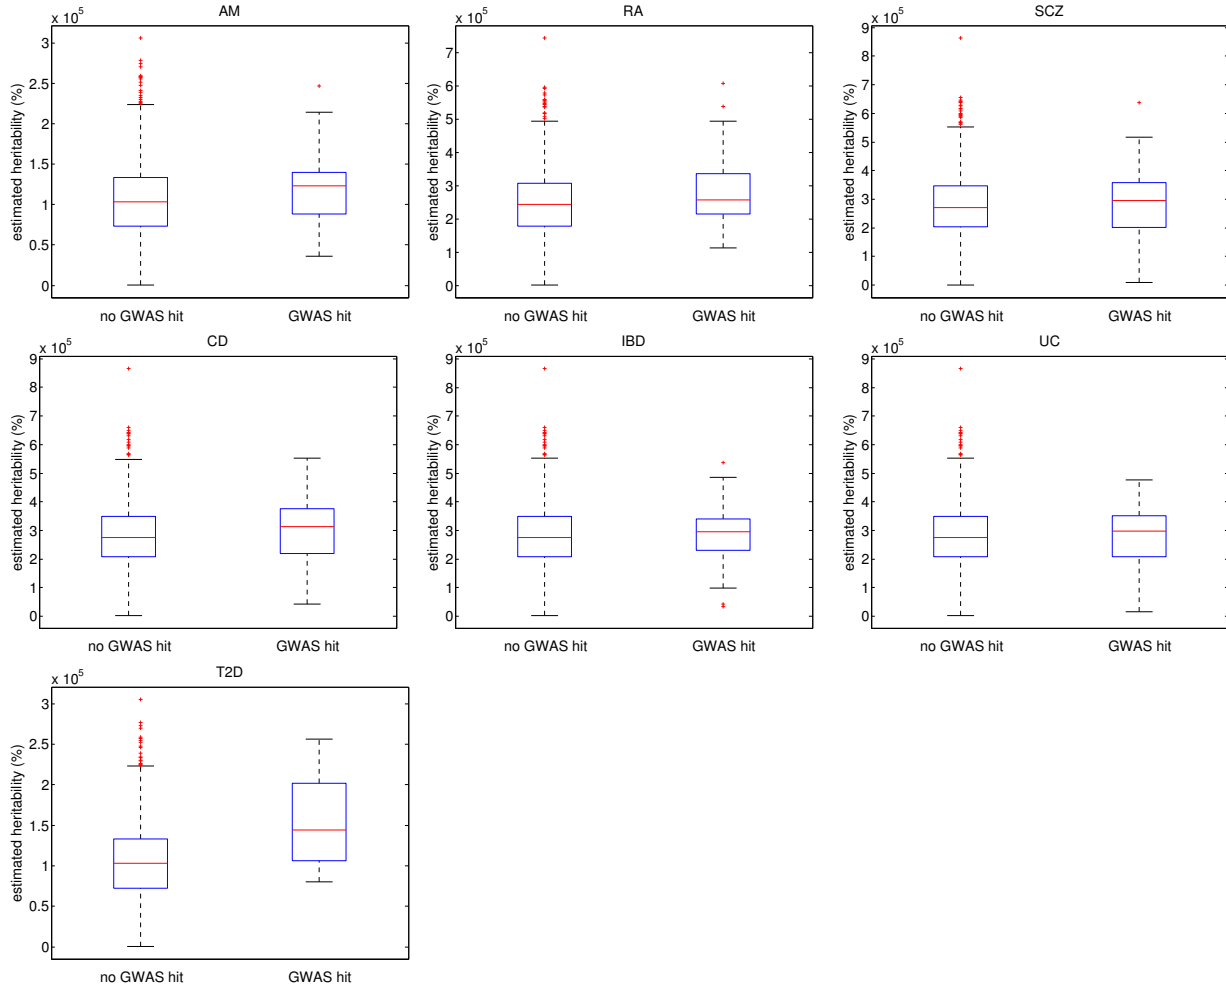 AM
x 10^5
estimated heritability (%)
3
2.5
2
1.5
1
0.5
0
no GWAS hit
GWAS hit
RA
x 10^5
estimated heritability (%)
7
6
5
4
3
2
1
0
no GWAS hit
GWAS hit
SCZ
x 10^5
estimated heritability (%)
9
8
7
6
5
4
3
2
1
0
no GWAS hit
GWAS hit
CD
x 10^5
estimated heritability (%)
9
8
7
6
5
4
3
2
1
0
no GWAS hit
GWAS hit
IBD
x 10^5
estimated heritability (%)
9
8
7
6
5
4
3
2
1
0
no GWAS hit
GWAS hit
UC
x 10^5
estimated heritability (%)
9
8
7
6
5
4
3
2
1
0
no GWAS hit
GWAS hit
T2D
x 10^5
estimated heritability (%)
3
2.5
2
1.5
1
0.5
0
no GWAS hit
GWAS hit